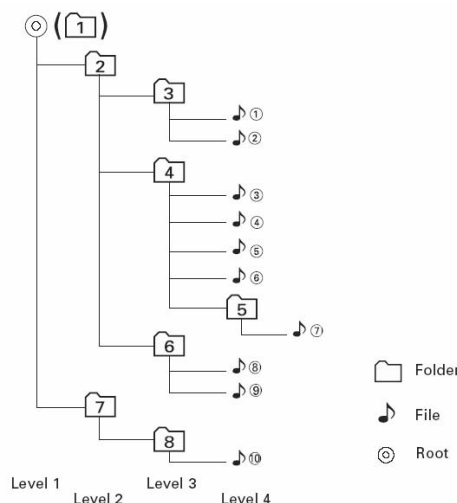 (1)
2
3
①
②
4
③
④
⑤
⑥
5
⑦
6
⑧
⑨
7
8
⑩
Folder
File
Root
Level 1
Level 2
Level 3
Level 4